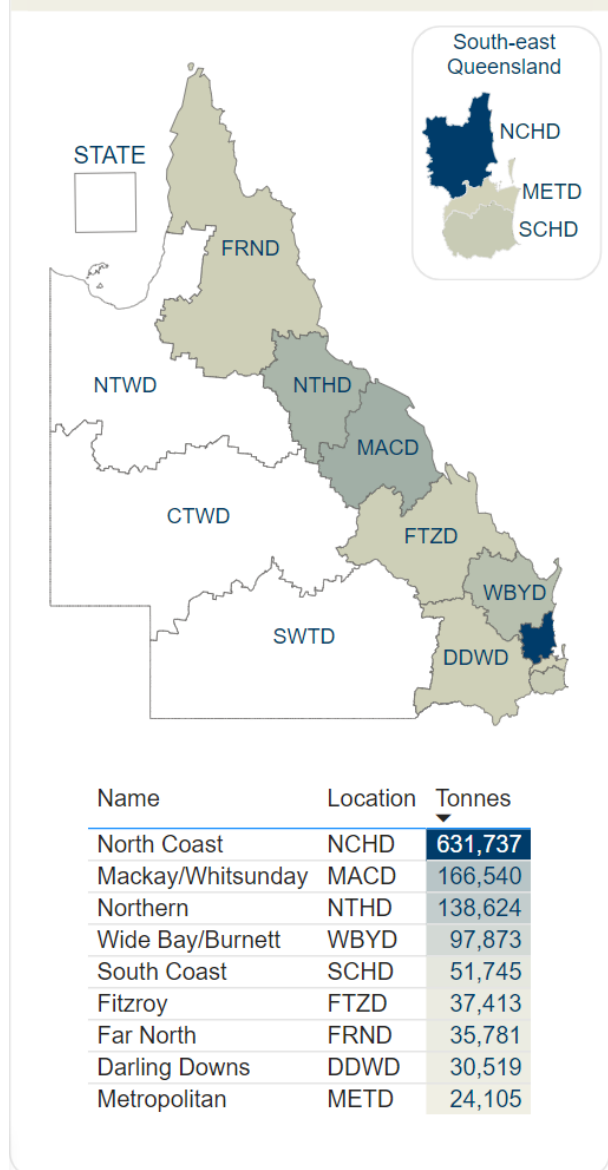 South-east
Queensland
NCHD
METD
SCHD
STATE
FRND
NTWD
NTHD
MACD
CTWD
FTZD
WBYD
SWTD
DDWD
Name Location Tonnes
North Coast NCHD 631,737
Mackay/Whitsunday MACD 166,540
Northern NTHD 138,624
Wide Bay/Burnett WBYD 97,873
South Coast SCHD 51,745
Fitzroy FTZD 37,413
Far North FRND 35,781
Darling Downs DDWD 30,519
Metropolitan METD 24,105